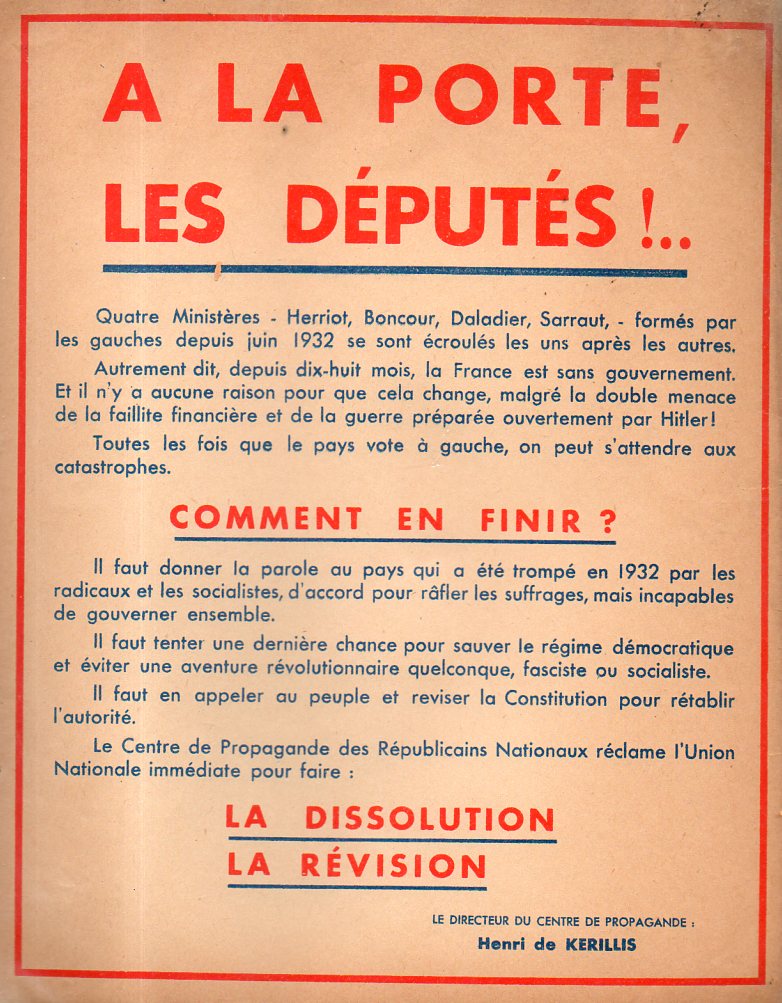 A LA PORTE,
LES DÉPUTÉS !..
Quatre Ministères - Herriot, Boncour, Daladier, Sarraut, - formés par
les gauches depuis juin 1932 se sont écroulés les uns après les autres.
Autrement dit, depuis dix-huit mois, la France est sans gouvernement.
Et il n'y a aucune raison pour que cela change, malgré la double menace
de la faillite financière et de la guerre préparée ouvertement par Hitler!
Toutes les fois que le pays vote à gauche, on peut s'attendre aux
catastrophes.
COMMENT EN FINIR ?
Il faut donner la parole au pays qui a été trompé en 1932 par les
radicaux et les socialistes, d'accord pour râfler les suffrages, mais incapables
de gouverner ensemble.
Il faut tenter une dernière chance pour sauver le régime démocratique
et éviter une aventure révolutionnaire quelconque, fasciste ou socialiste.
Il faut en appeler au peuple et reviser la Constitution pour rétablir
l'autorité.
Le Centre de Propagande des Républicains Nationaux réclame l'Union
Nationale immédiate pour faire :
LA DISSOLUTION
LA RÉVISION
LE DIRECTEUR DU CENTRE DE PROPAGANDE :
Henri de KERILLIS